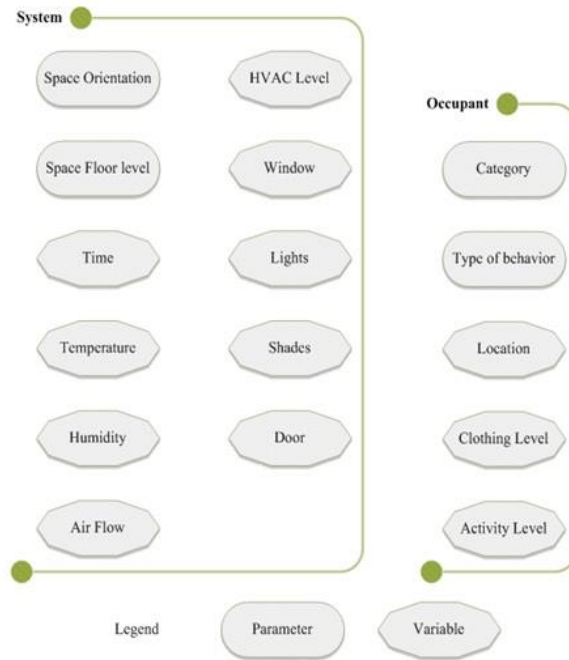 System
Space Orientation
HVAC Level
Space Floor level
Window
Time
Lights
Temperature
Shades
Humidity
Door
Air Flow
Occupant
Category
Type of behavior
Location
Clothing Level
Activity Level
Legend
Parameter
Variable